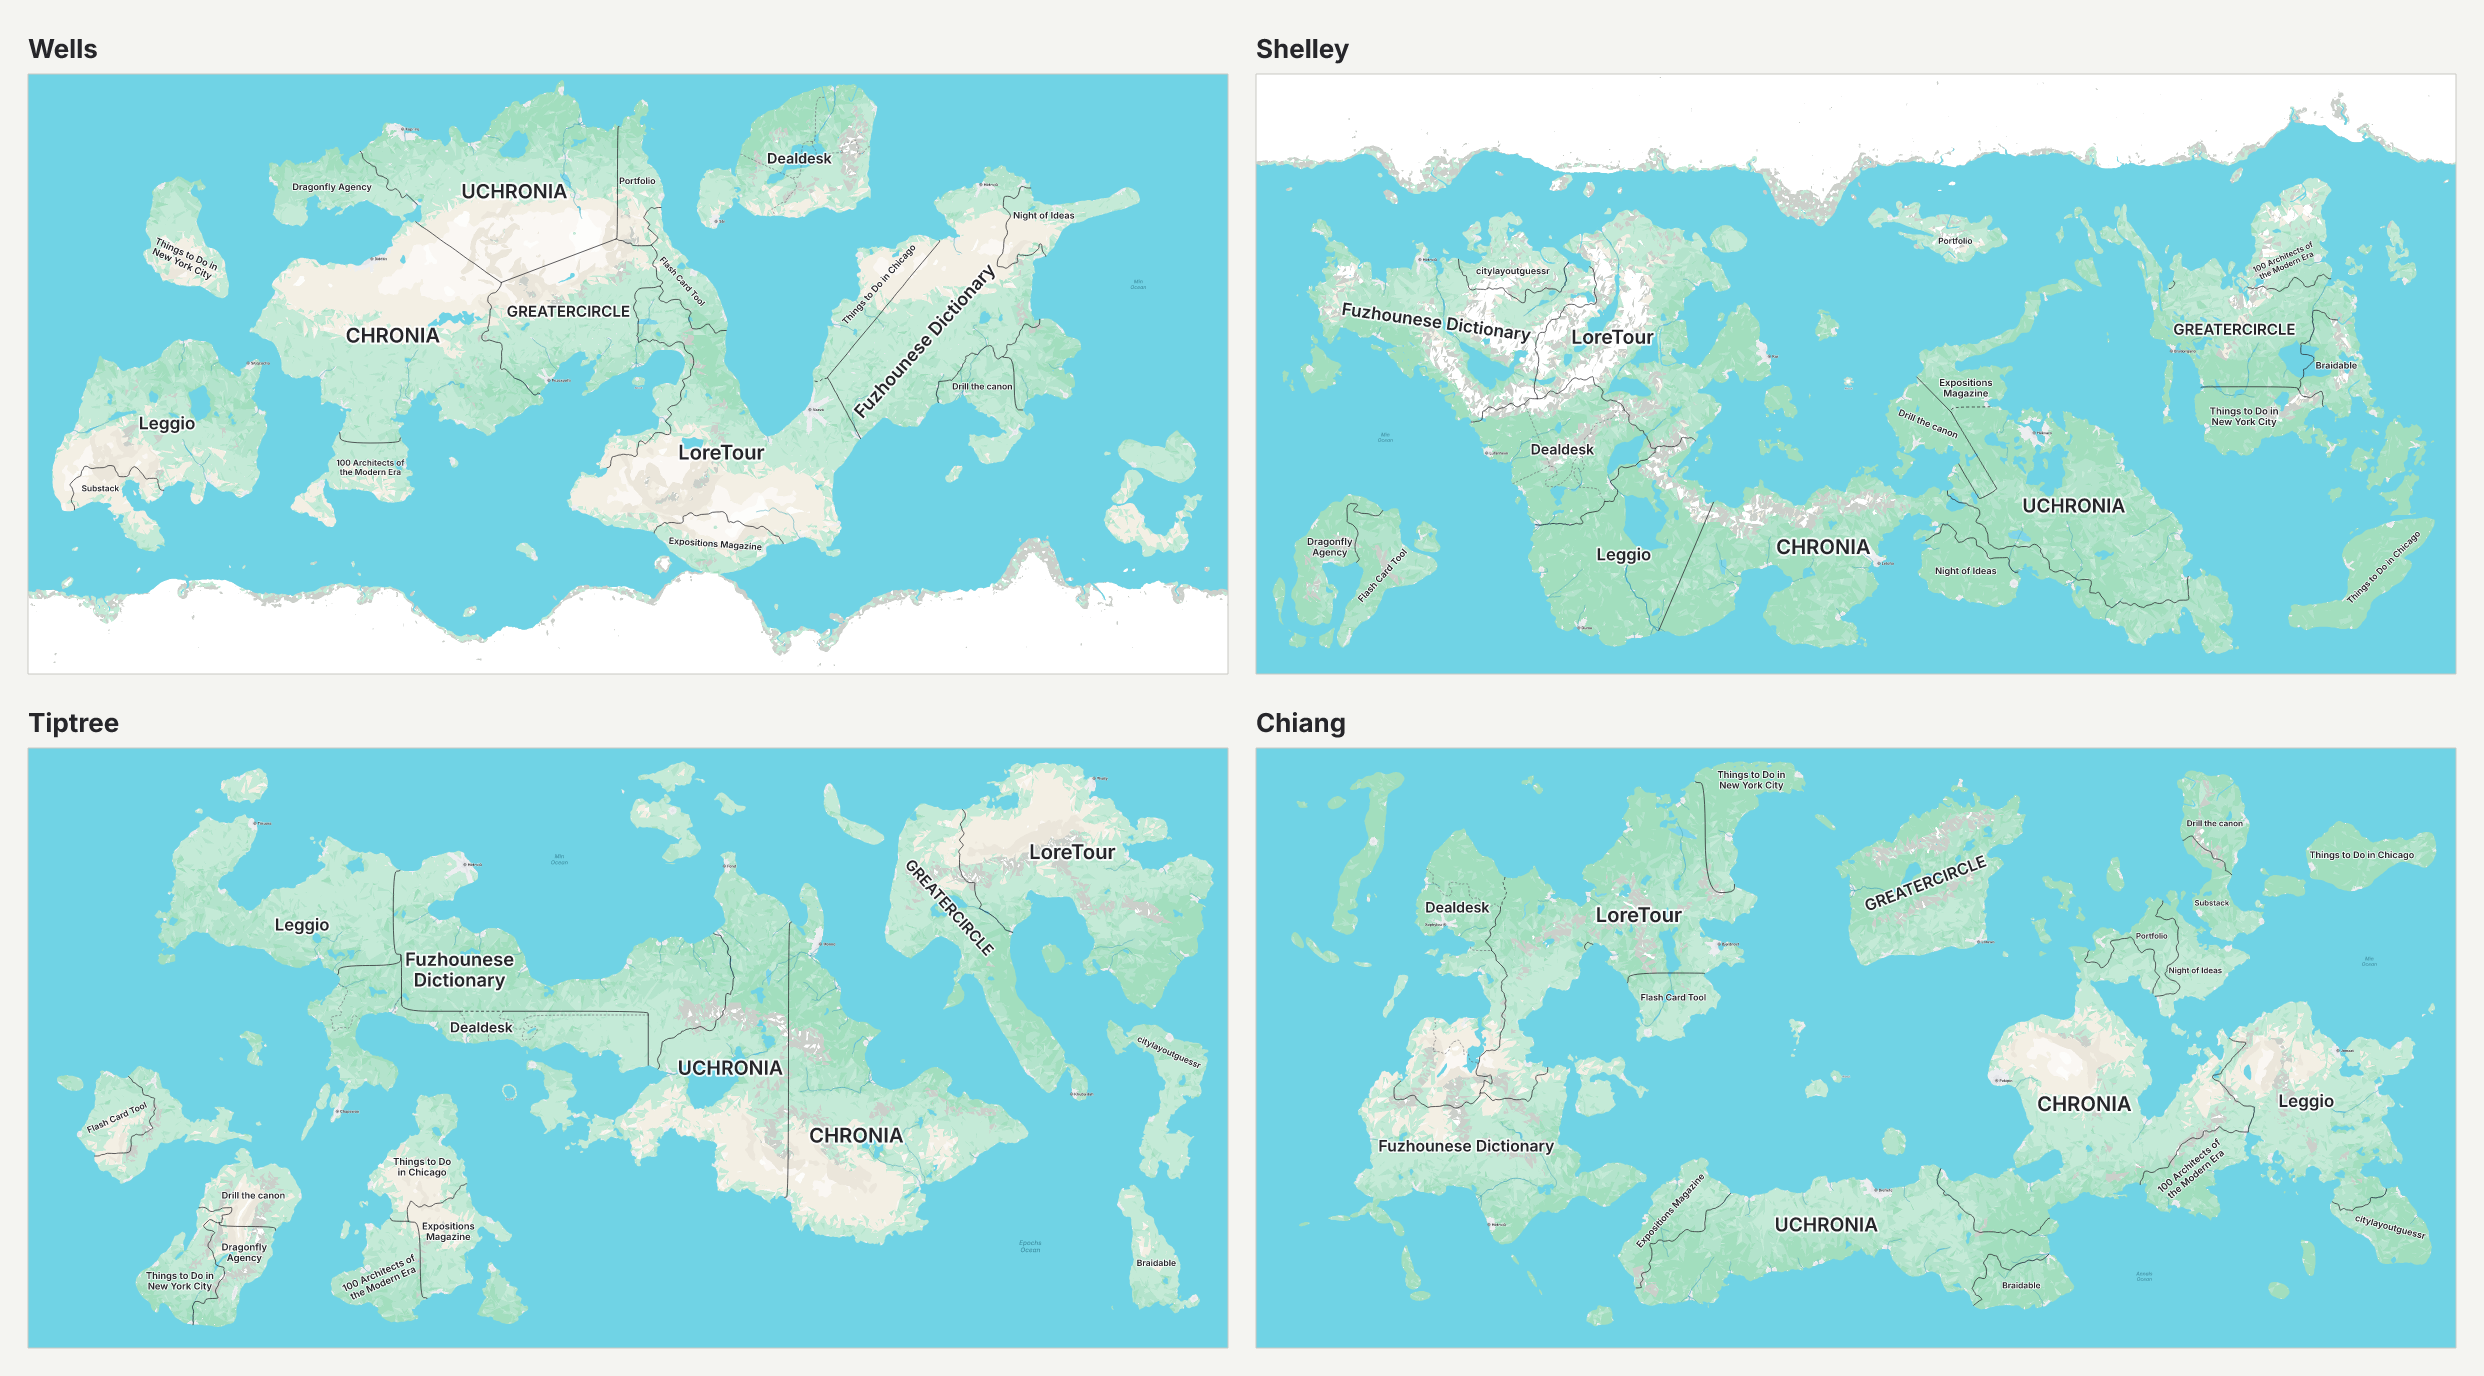 Wells
Dragonfly Agency
UCHRONIA
Portfolio
Dealdesk
Things to Do in
New York City
Flash Card Tool
Night of Ideas
Things to Do in Chicago
GREATERCIRCLE
CHRONIA
Fuzhounese Dictionary
Drill the canon
Leggio
LoreTour
100 Architects of
the Modern Era
Substack
Expositions Magazine
Shelley
Portfolio
100 Architects of
the Modern Era
citylayoutguessr
Fuzhounese Dictionary
LoreTour
GREATERCIRCLE
Braidable
Expositions
Magazine
Drill the canon
Things to Do in
New York City
Dealdesk
UCHRONIA
Dragonfly
Agency
Flash Card Tool
Leggio
CHRONIA
Night of Ideas
Things to Do in Chicago
Tiptree
LoreTour
GREATERCIRCLE
Leggio
Fuzhounese
Dictionary
Dealdesk
UCHRONIA
citylayoutguessr
Flash Card Tool
CHRONIA
Things to Do
in Chicago
Drill the canon
Expositions
Magazine
Dragonfly
Agency
Things to Do in
New York City
100 Architects of
the Modern Era
Braidable
Epochs
Ocean
Chiang
Things to Do in
New York City
Drill the canon
Things to Do in Chicago
GREATERCIRCLE
Dealdesk
LoreTour
Substack
Portfolio
Night of Ideas
Flash Card Tool
CHRONIA
Leggio
Fuzhounese Dictionary
100 Architects of
the Modern Era
Expositions Magazine
UCHRONIA
citylayoutguessr
Braidable